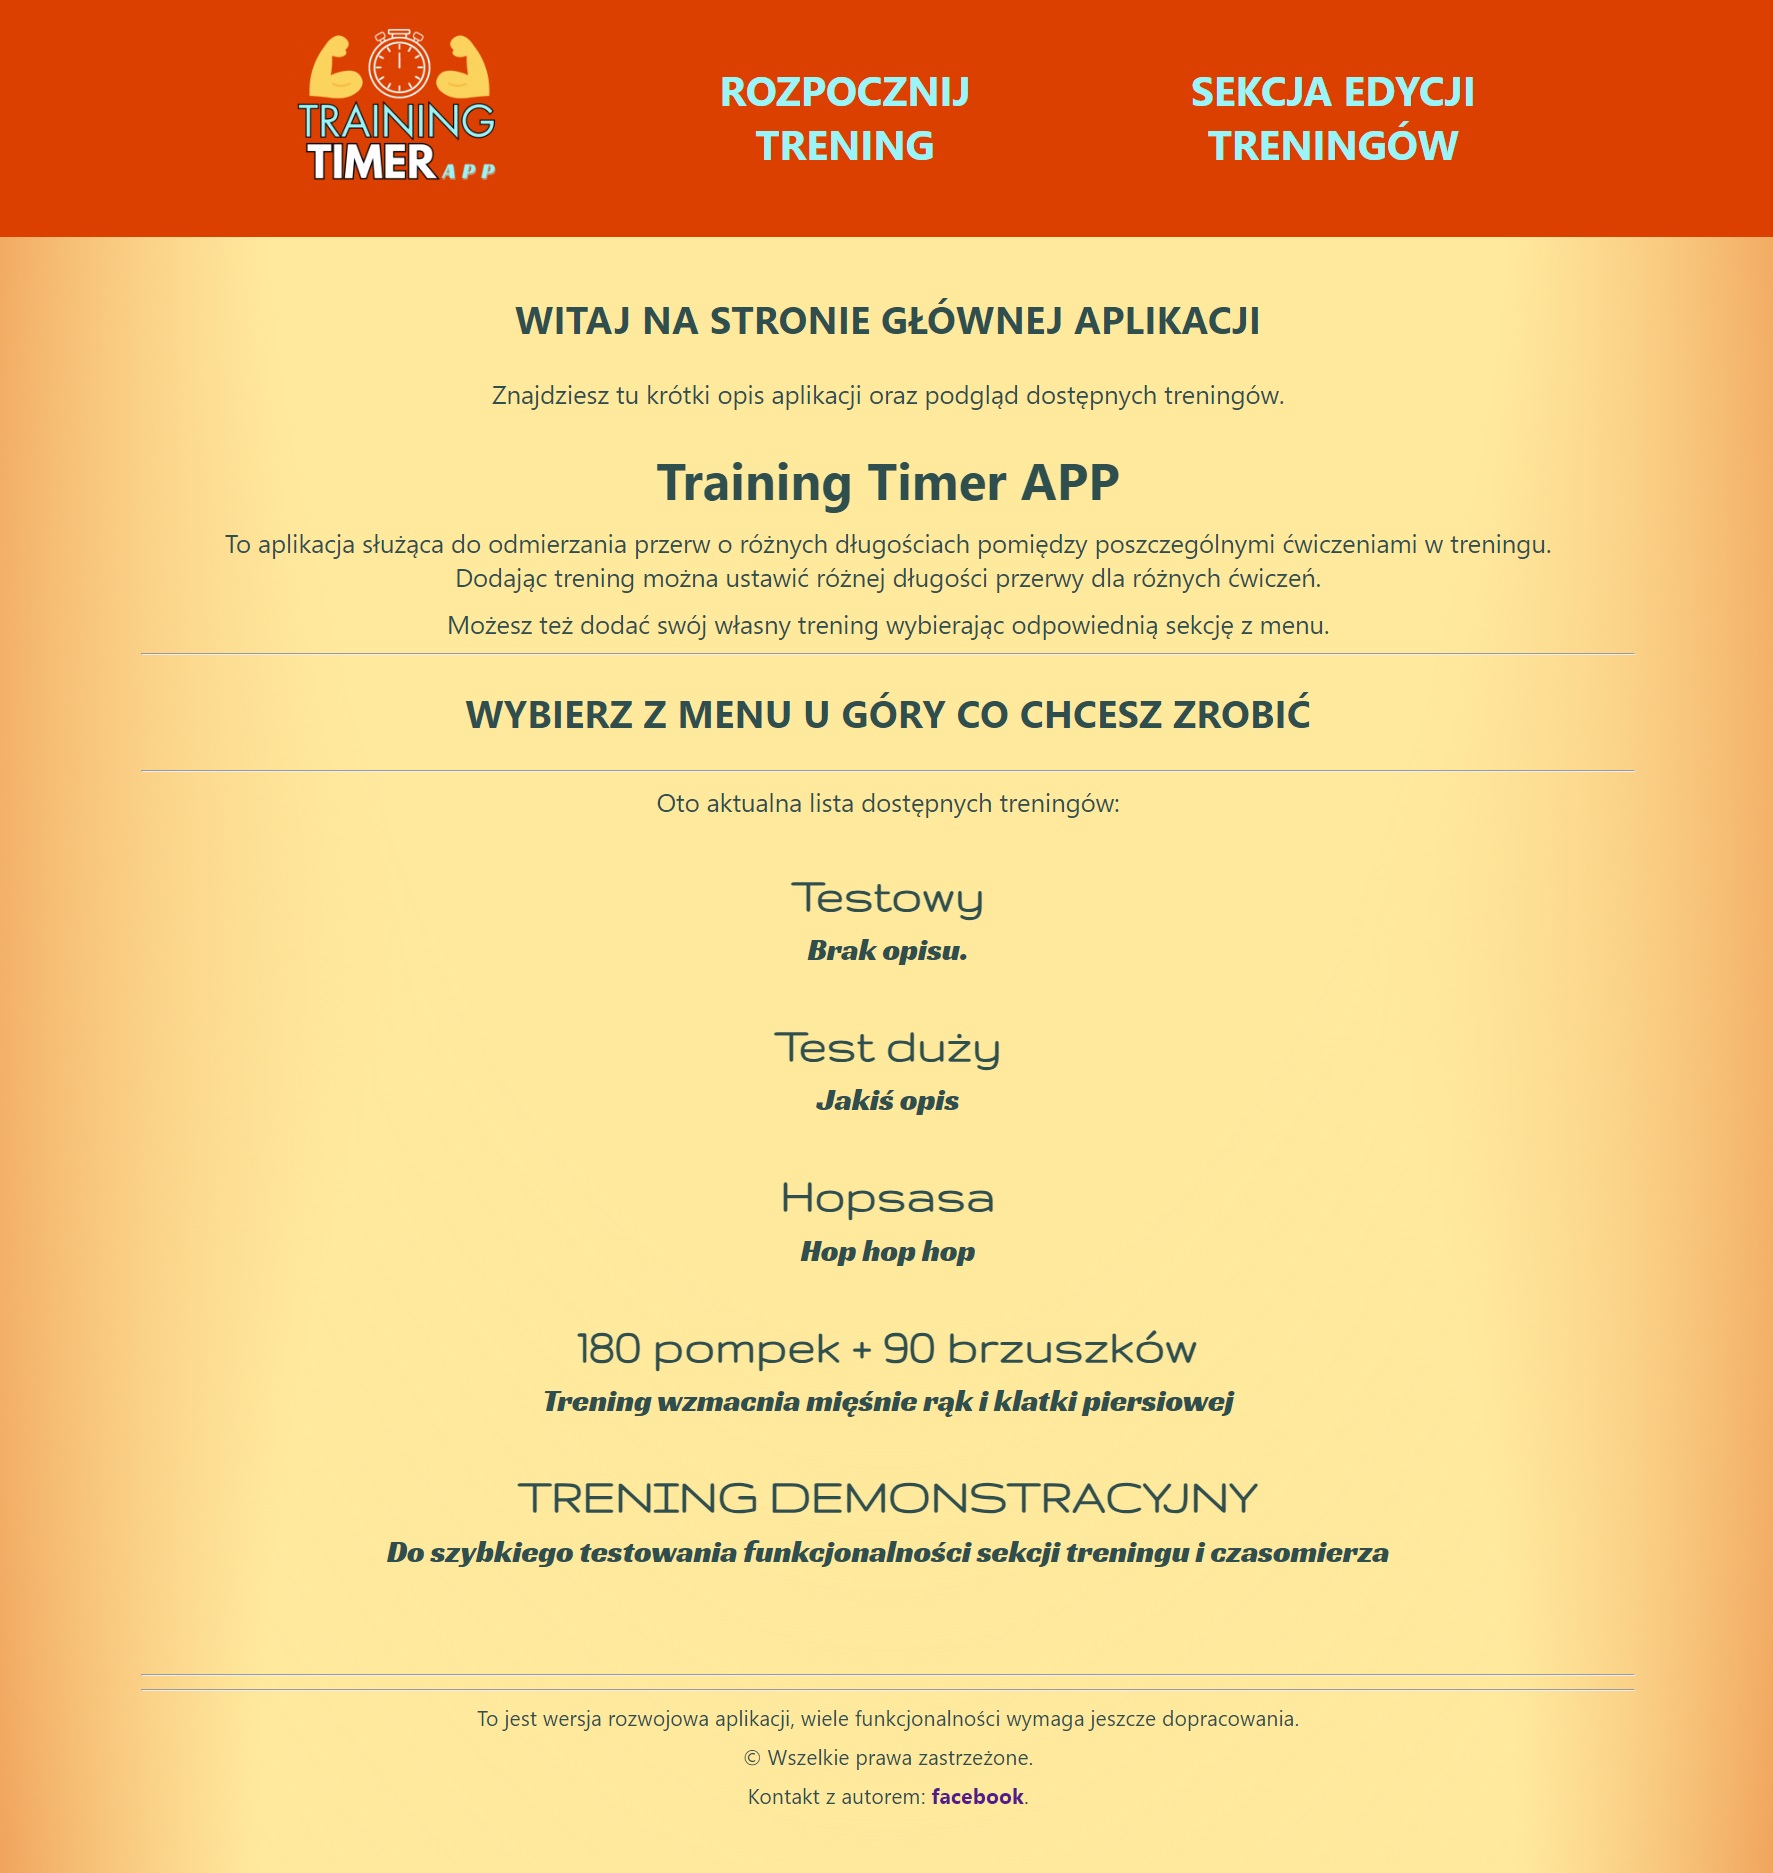 TRAINING
TIMER APP
ROZPOCZNIJ
TRENING
SEKCJA EDYCJI
TRENINGÓW
WITAJ NA STRONIE GŁÓWNEJ APLIKACJI
Znajdziesz tu krótki opis aplikacji oraz podgląd dostępnych treningów.
Training Timer APP
To aplikacja służąca do odmierzania przerw o różnych długościach pomiędzy poszczególnymi ćwiczeniami w treningu.
Dodając trening można ustawić różnej długości przerwy dla różnych ćwiczeń.
Możesz też dodać swój własny trening wybierając odpowiednią sekcję z menu.
WYBIERZ Z MENU U GÓRY CO CHCESZ ZROBIĆ
Oto aktualna lista dostępnych treningów:
Testowy
Brak opisu.
Test duży
Jakiś opis
Hopsasa
Hop hop hop
180 pompek + 90 brzuszków
Trening wzmacnia mięśnie rąk i klatki piersiowej
TRENING DEMONSTRACYJNY
Do szybkiego testowania funkcjonalności sekcji treningu i czasomierza
To jest wersja rozwojowa aplikacji, wiele funkcjonalności wymaga jeszcze dopracowania.
© Wszelkie prawa zastrzeżone.
Kontakt z autorem: facebook.